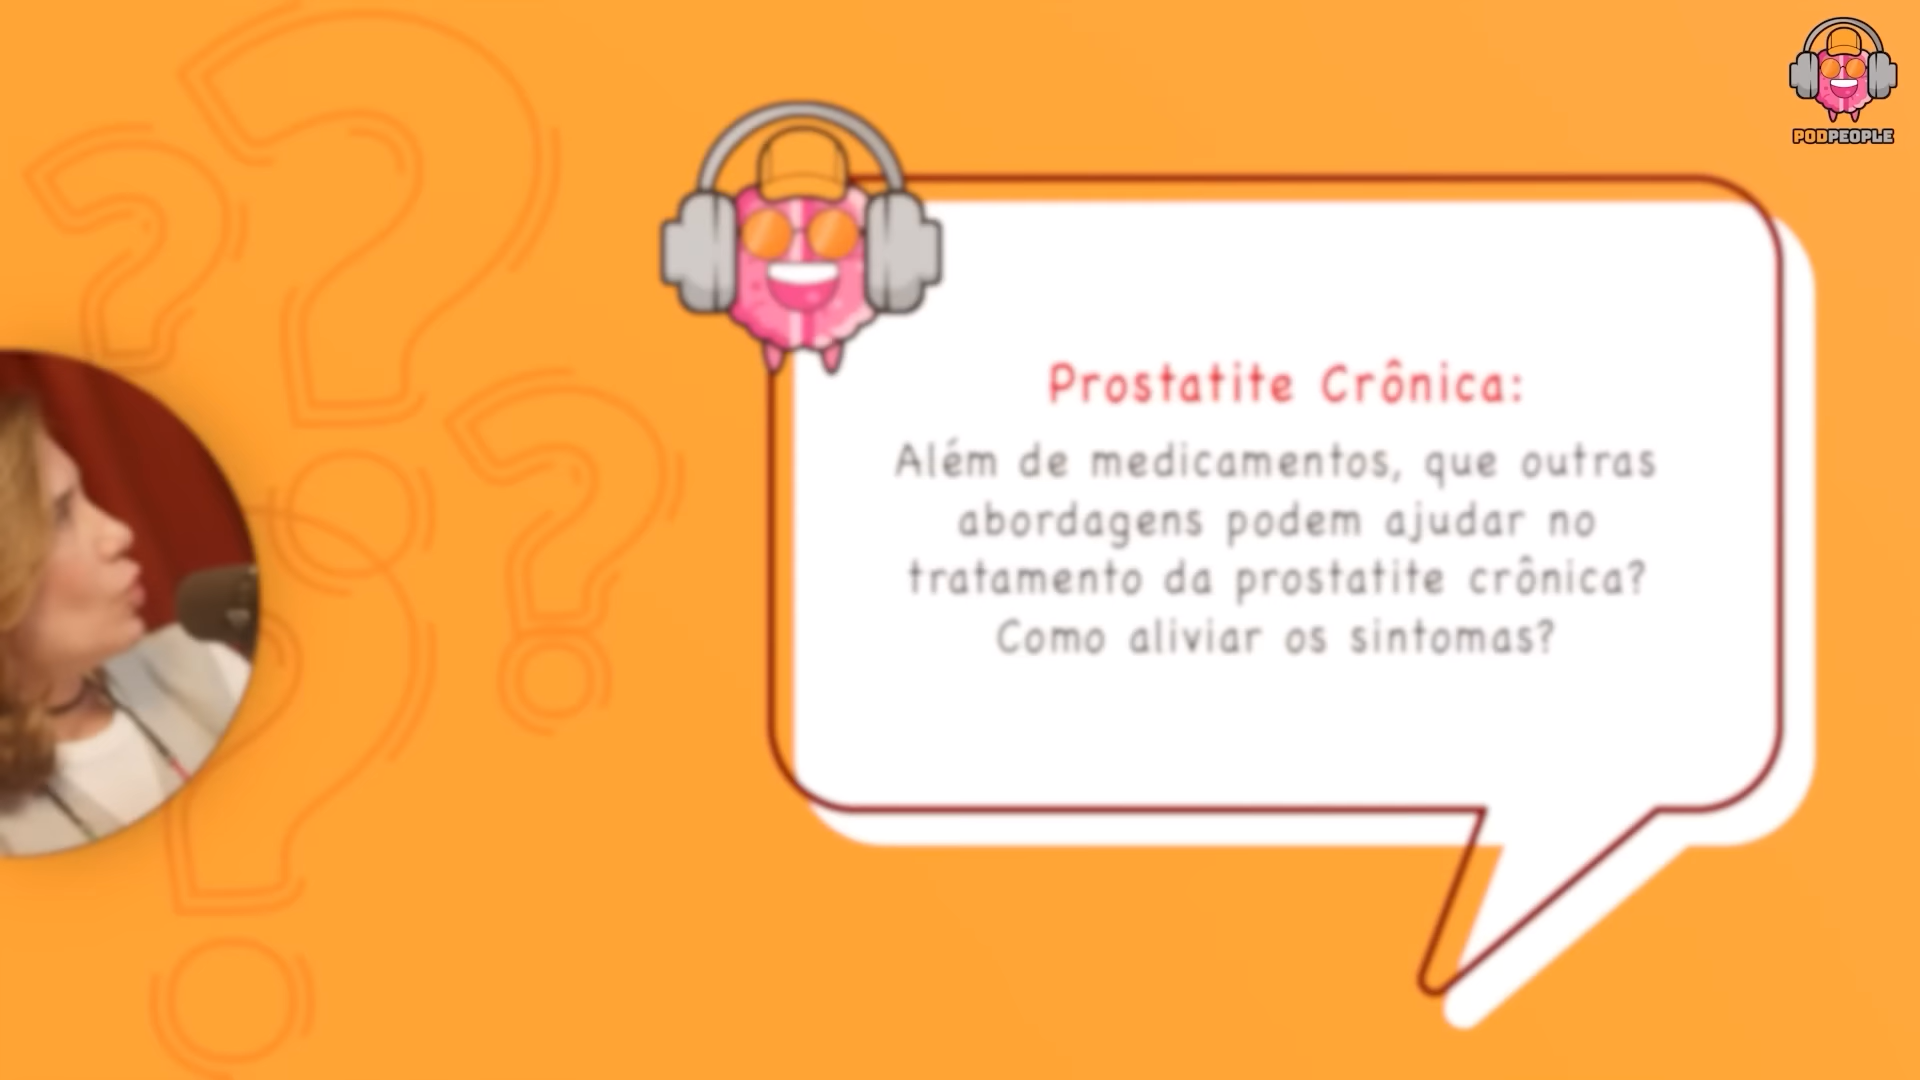 PODPEOPLE
Prostatite Crônica:
Além de medicamentos, que outras
abordagens podem ajudar no
tratamento da prostatite crônica?
Como aliviar os sintomas?